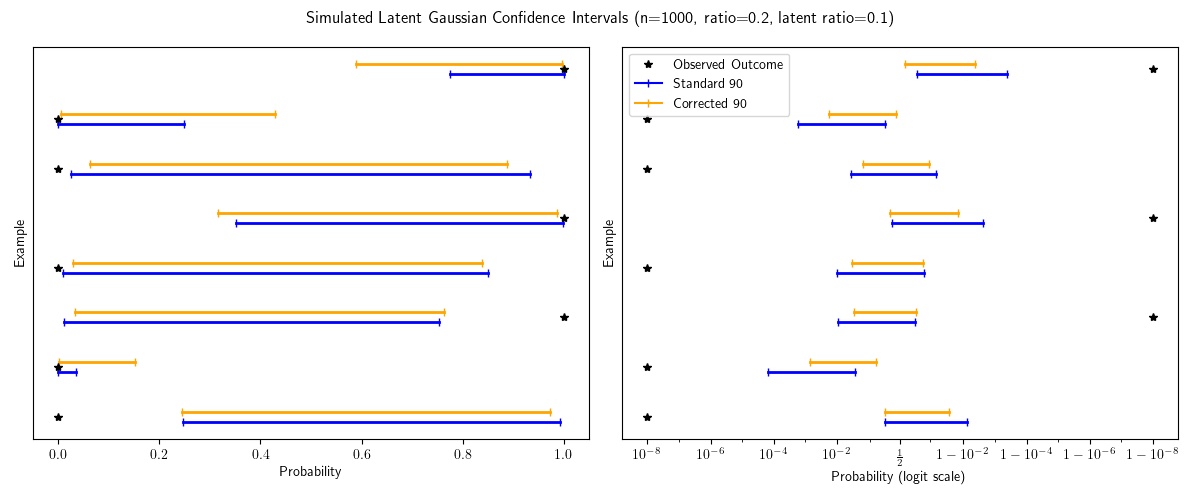 Simulated Latent Gaussian Confidence Intervals (n=1000, ratio=0.2, latent ratio=0.1)
Example
0.0 0.2 0.4 0.6 0.8 1.0
Probability
Observed Outcome
Standard 90
Corrected 90
Example
10⁻⁸ 10⁻⁶ 10⁻⁴ 10⁻² 1/2 1−10⁻² 1−10⁻⁴ 1−10⁻⁶ 1−10⁻⁸
Probability (logit scale)